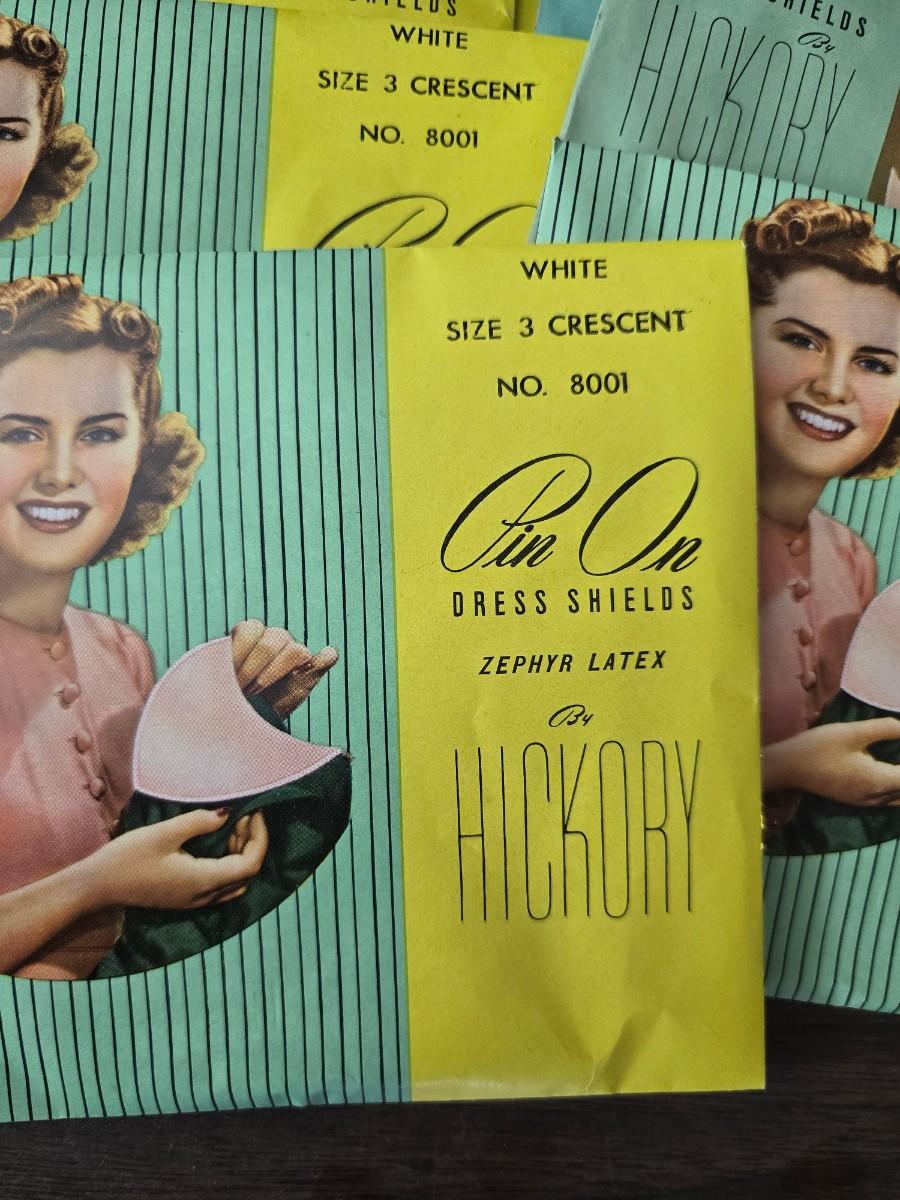 SHIELDS
WHITE
SIZE 3 CRESCENT
NO. 8001
SHIELDS
By
HICKORY
WHITE
SIZE 3 CRESCENT
NO. 8001
Pin On
DRESS SHIELDS
ZEPHYR LATEX
By
HICKORY